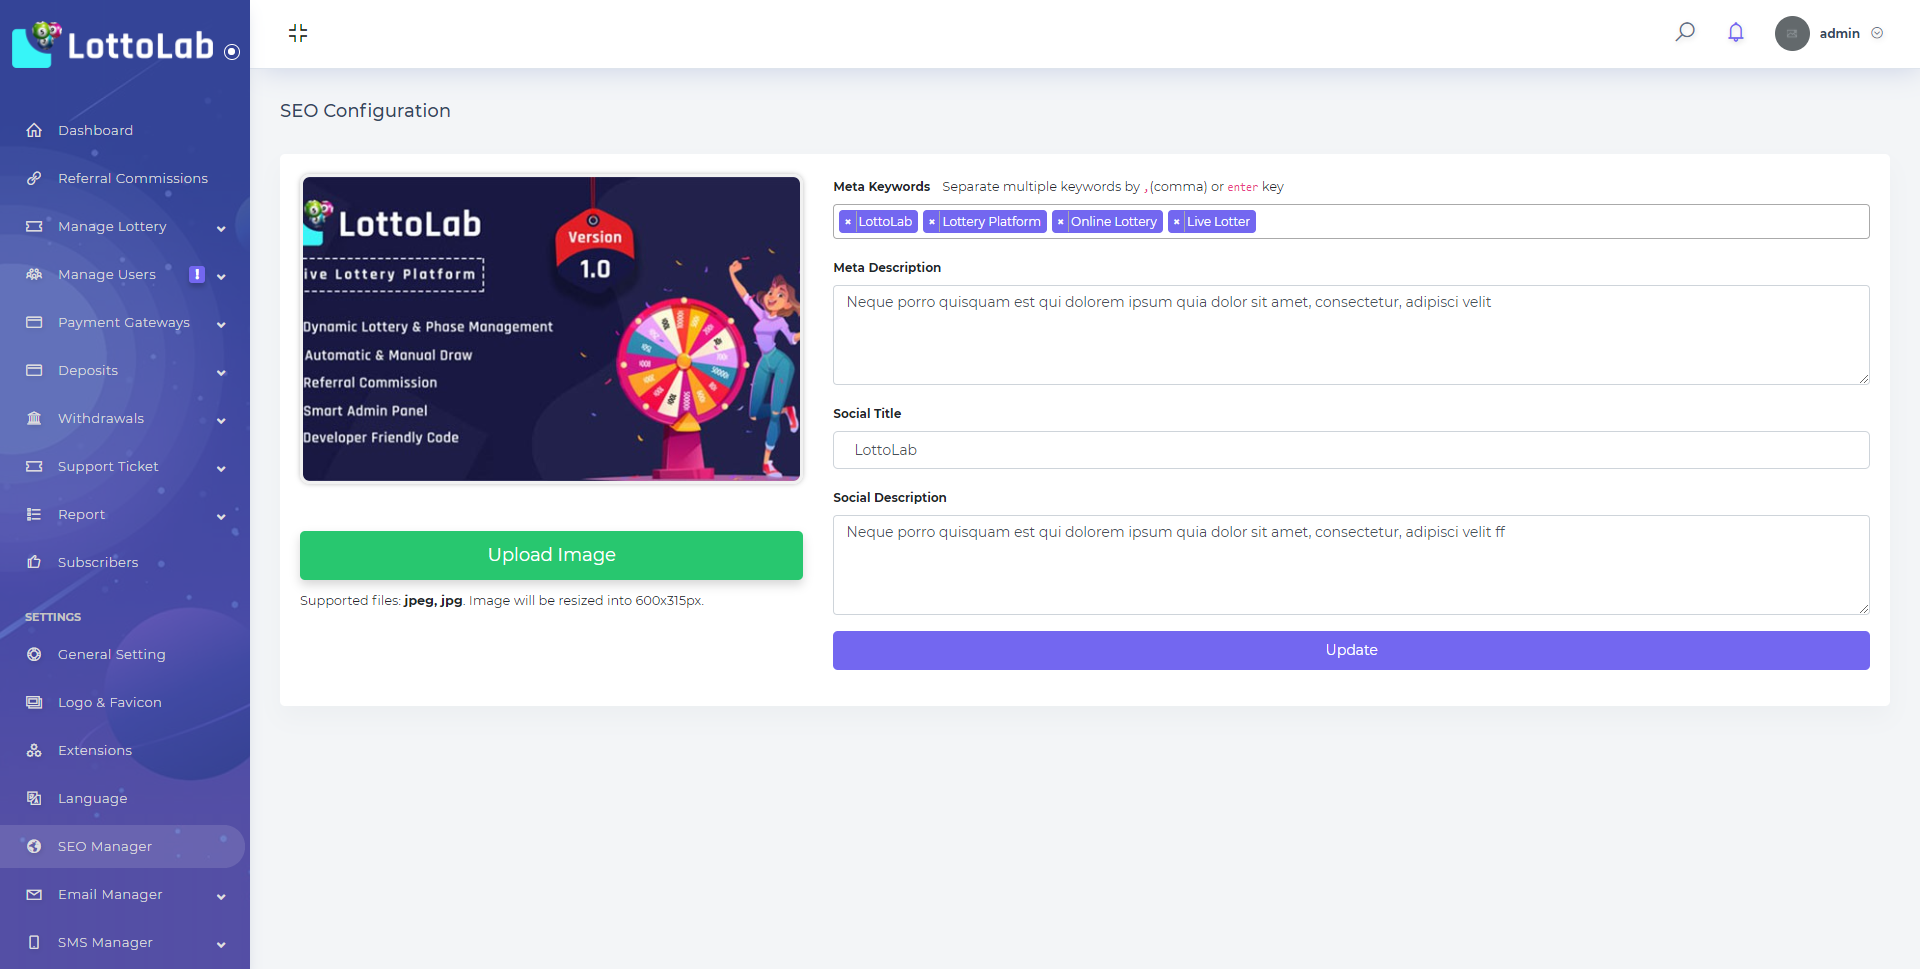 LottoLab
admin
Dashboard
Referral Commissions
Manage Lottery
Manage Users !
Payment Gateways
Deposits
Withdrawals
Support Ticket
Report
Subscribers
SETTINGS
General Setting
Logo & Favicon
Extensions
Language
SEO Manager
Email Manager
SMS Manager
SEO Configuration
LottoLab
ive Lottery Platform
Version
1.0
Dynamic Lottery & Phase Management
Automatic & Manual Draw
Referral Commission
Smart Admin Panel
Developer Friendly Code
Upload Image
Supported files: jpeg, jpg. Image will be resized into 600x315px.
Meta Keywords Separate multiple keywords by ,(comma) or enter key
× LottoLab × Lottery Platform × Online Lottery × Live Lotter
Meta Description
Neque porro quisquam est qui dolorem ipsum quia dolor sit amet, consectetur, adipisci velit
Social Title
LottoLab
Social Description
Neque porro quisquam est qui dolorem ipsum quia dolor sit amet, consectetur, adipisci velit ff
Update